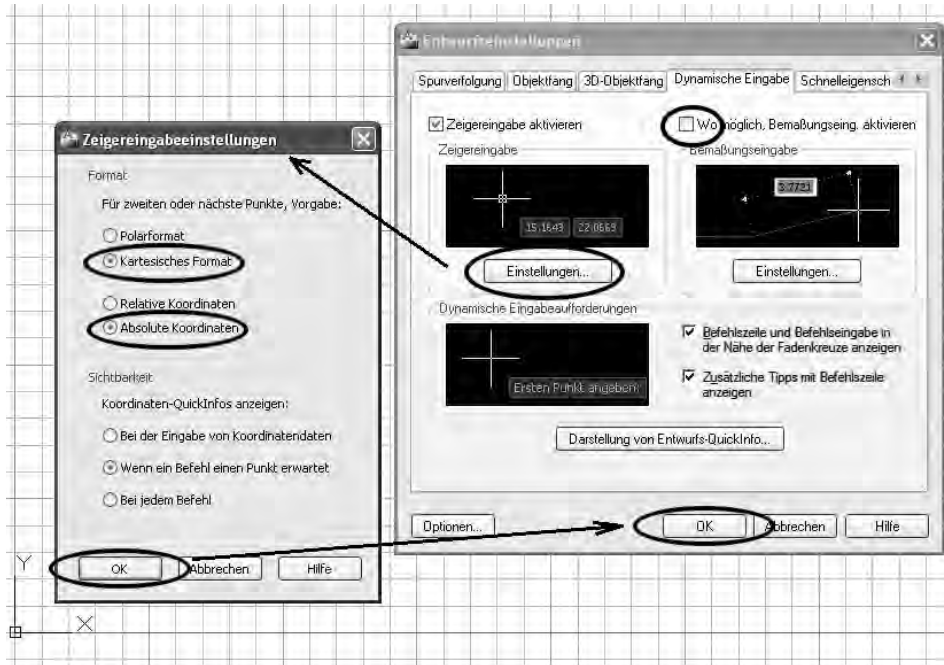 Entwurfseinstellungen
Spurverfolgung Objektfang 3D-Objektfang Dynamische Eingabe Schnelleigensch
Zeigereingabe aktivieren
Wo möglich, Bemaßungseing. aktivieren
Zeigereingabe
Bemaßungseingabe
15.1643 22.0669
3.7721
Einstellungen...
Einstellungen...
Dynamische Eingabeaufforderungen
Ersten Punkt angeben:
Befehlszeile und Befehlseingabe in
der Nähe der Fadenkreuze anzeigen
Zusätzliche Tipps mit Befehlszeile
anzeigen
Darstellung von Entwurfs-QuickInfo...
Optionen...
OK
Abbrechen
Hilfe
Zeigereingabeeinstellungen
Format
Für zweiten oder nächste Punkte, Vorgabe:
Polarformat
Kartesisches Format
Relative Koordinaten
Absolute Koordinaten
Sichtbarkeit
Koordinaten-QuickInfos anzeigen:
Bei der Eingabe von Koordinatendaten
Wenn ein Befehl einen Punkt erwartet
Bei jedem Befehl
OK
Abbrechen
Hilfe
Y
X